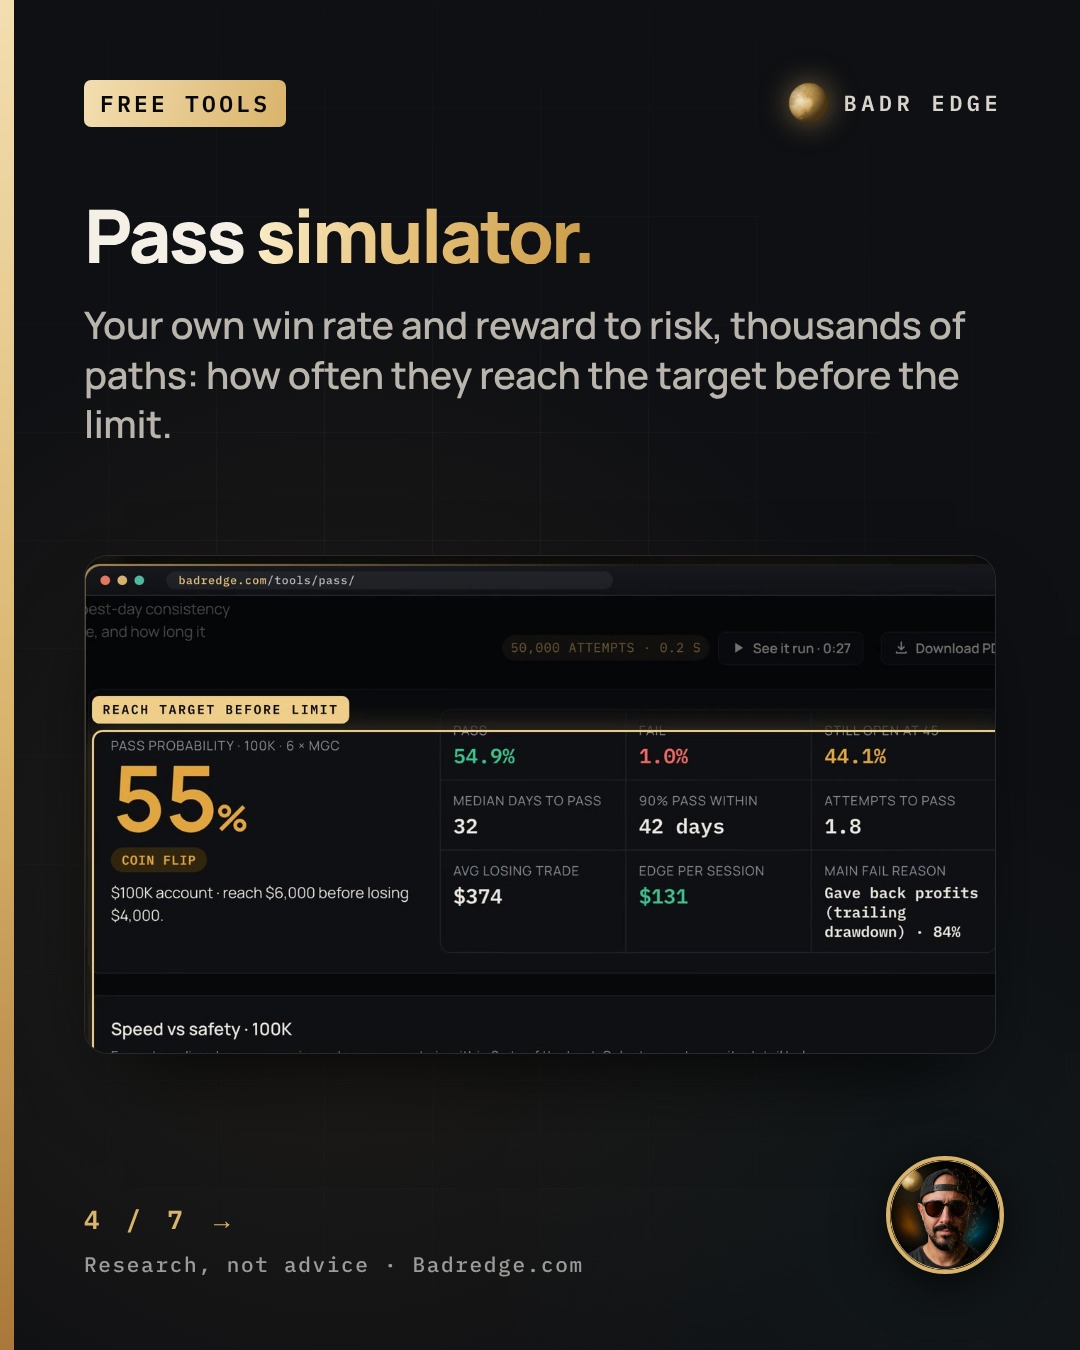 FREE TOOLS
BADR EDGE
Pass simulator.
Your own win rate and reward to risk, thousands of
paths: how often they reach the target before the
limit.
badredge.com/tools/pass/
best-day consistency
e, and how long it
50,000 ATTEMPTS · 0.2 S
See it run · 0:27
Download PD
REACH TARGET BEFORE LIMIT
PASS PROBABILITY · 100K · 6 × MGC
55%
COIN FLIP
$100K account · reach $6,000 before losing
$4,000.
PASS
54.9%
FAIL
1.0%
STILL OPEN AT 45
44.1%
MEDIAN DAYS TO PASS
32
90% PASS WITHIN
42 days
ATTEMPTS TO PASS
1.8
AVG LOSING TRADE
$374
EDGE PER SESSION
$131
MAIN FAIL REASON
Gave back profits
(trailing
drawdown) · 84%
Speed vs safety · 100K
4 / 7 →
Research, not advice · Badredge.com